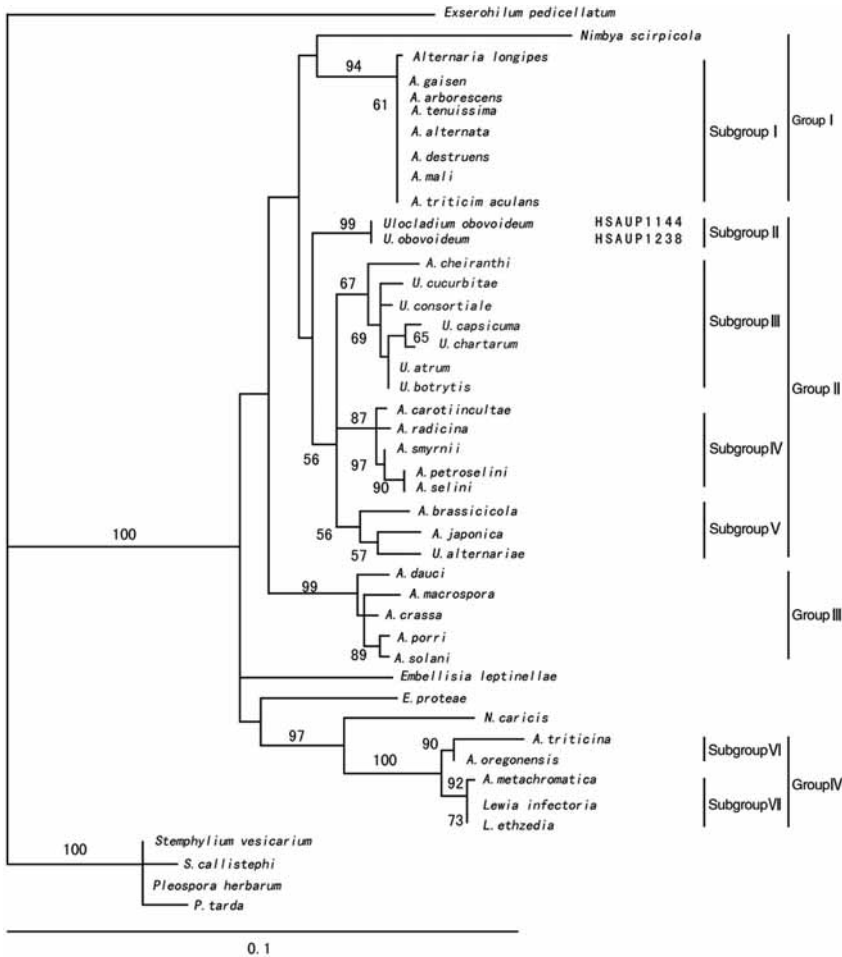 Exserohilum pedicellatum
Nimbya scirpicola
94
Alternaria longipes
A. gaisen
61
A. arborescens
A. tenuissima
A. alternata
A. destruens
A. mali
A. triticim aculans
Subgroup I
Group I
99
Ulocladium obovoideum HSAUP1144
U. obovoideum HSAUP1238
Subgroup II
A. cheiranthi
67
U. cucurbitae
U. consortiale
69
U. capsicuma
65
U. chartarum
U. atrum
U. botrytis
Subgroup III
Group II
A. carotiincultae
87
A. radicina
A. smyrnii
56
97
A. petroselini
90
A. selini
Subgroup IV
A. brassicicola
56
A. japonica
57
U. alternariae
Subgroup V
100
A. dauci
99
A. macrospora
A. crassa
A. porri
89
A. solani
Group III
Embellisia leptinellae
E. proteae
N. caricis
97
A. triticina
90
100
A. oregonensis
Subgroup VI
A. metachromatica
92
Lewia infectoria
73
L. ethzedia
Subgroup VII
Group IV
Stemphylium vesicarium
100
S. callistephi
Pleospora herbarum
P. tarda
0.1